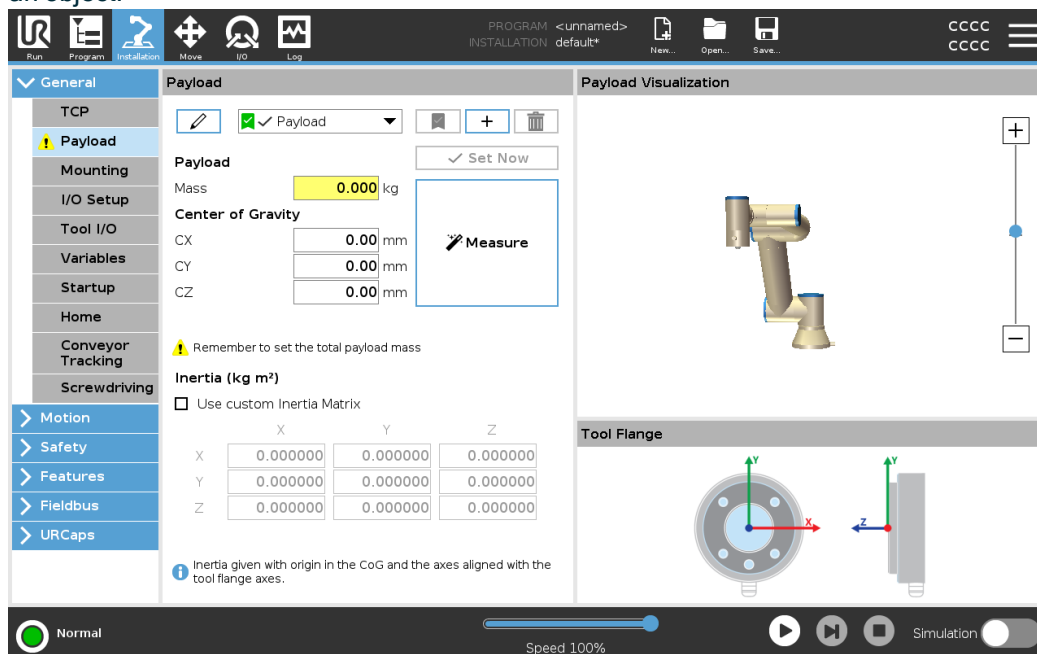 an object.
UR
PROGRAM <unnamed>
INSTALLATION default*
CCCC
CCCC
Run Program Installation Move I/O Log New... Open... Save...
General
TCP
Payload
Mounting
I/O Setup
Tool I/O
Variables
Startup
Home
Conveyor
Tracking
Screwdriving
Motion
Safety
Features
Fieldbus
URCaps
Payload
Payload
+
Payload
Set Now
Mass 0.000 kg
Center of Gravity
CX 0.00 mm
CY 0.00 mm
CZ 0.00 mm
Measure
Remember to set the total payload mass
Inertia (kg m²)
Use custom Inertia Matrix
X Y Z
X 0.000000 0.000000 0.000000
Y 0.000000 0.000000 0.000000
Z 0.000000 0.000000 0.000000
Inertia given with origin in the CoG and the axes aligned with the
tool flange axes.
Payload Visualization
+
−
Tool Flange
Y
X
Y
Z
Normal
Speed 100%
Simulation